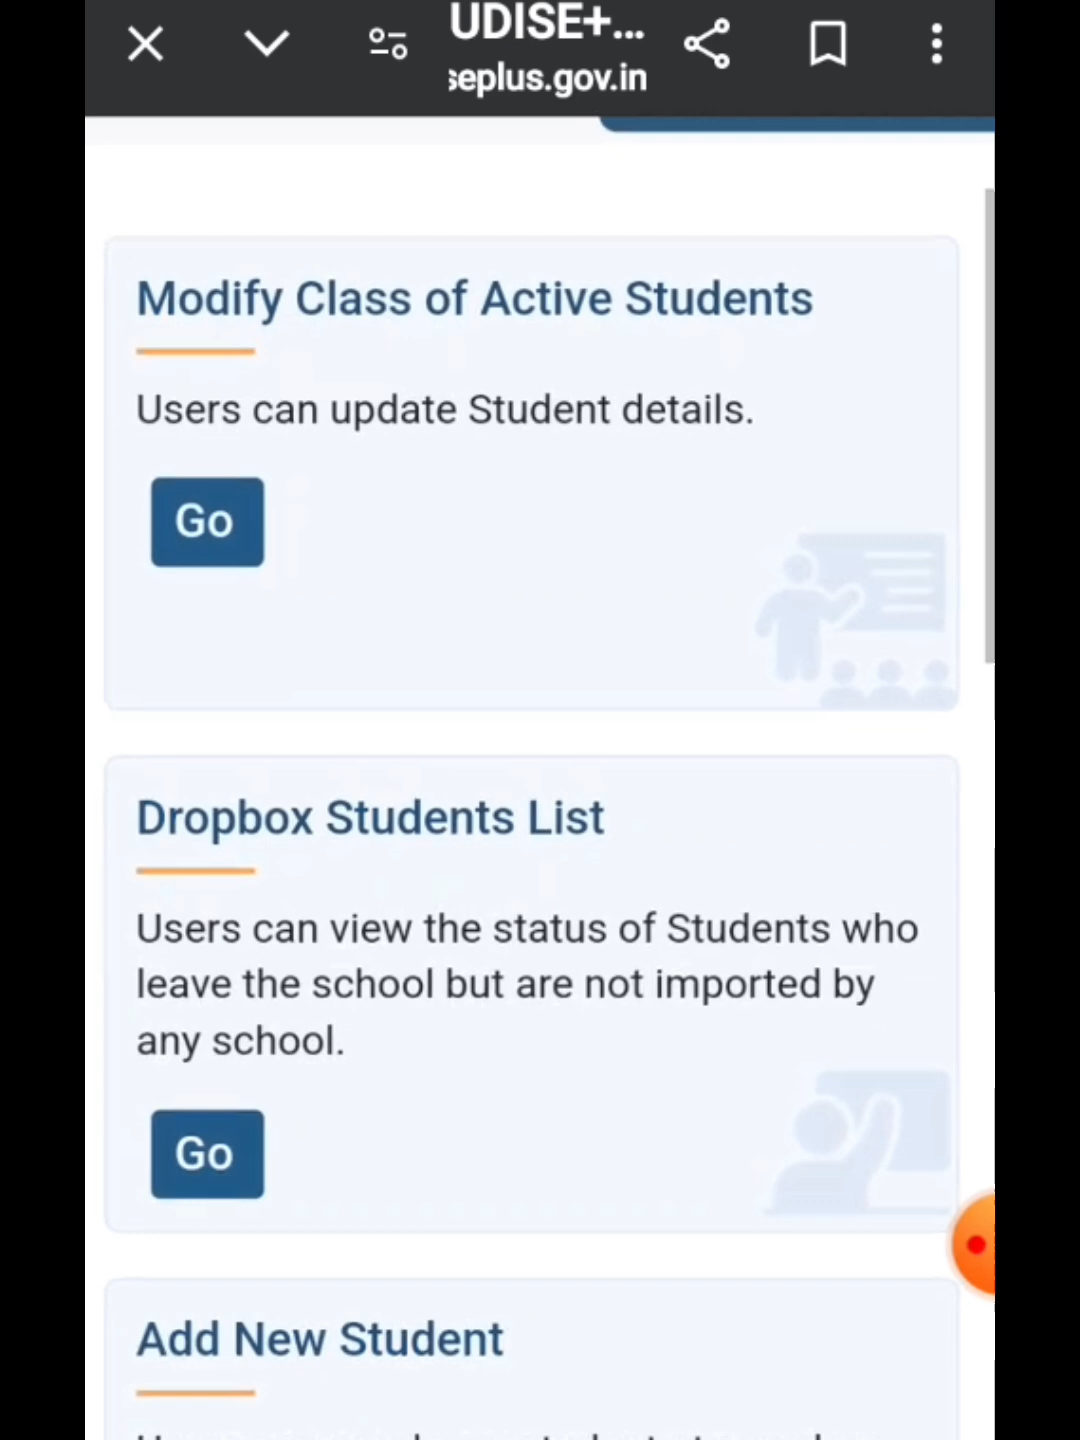 UDISE+...
seplus.gov.in
Modify Class of Active Students
Users can update Student details.
Go
Dropbox Students List
Users can view the status of Students who
leave the school but are not imported by
any school.
Go
Add New Student